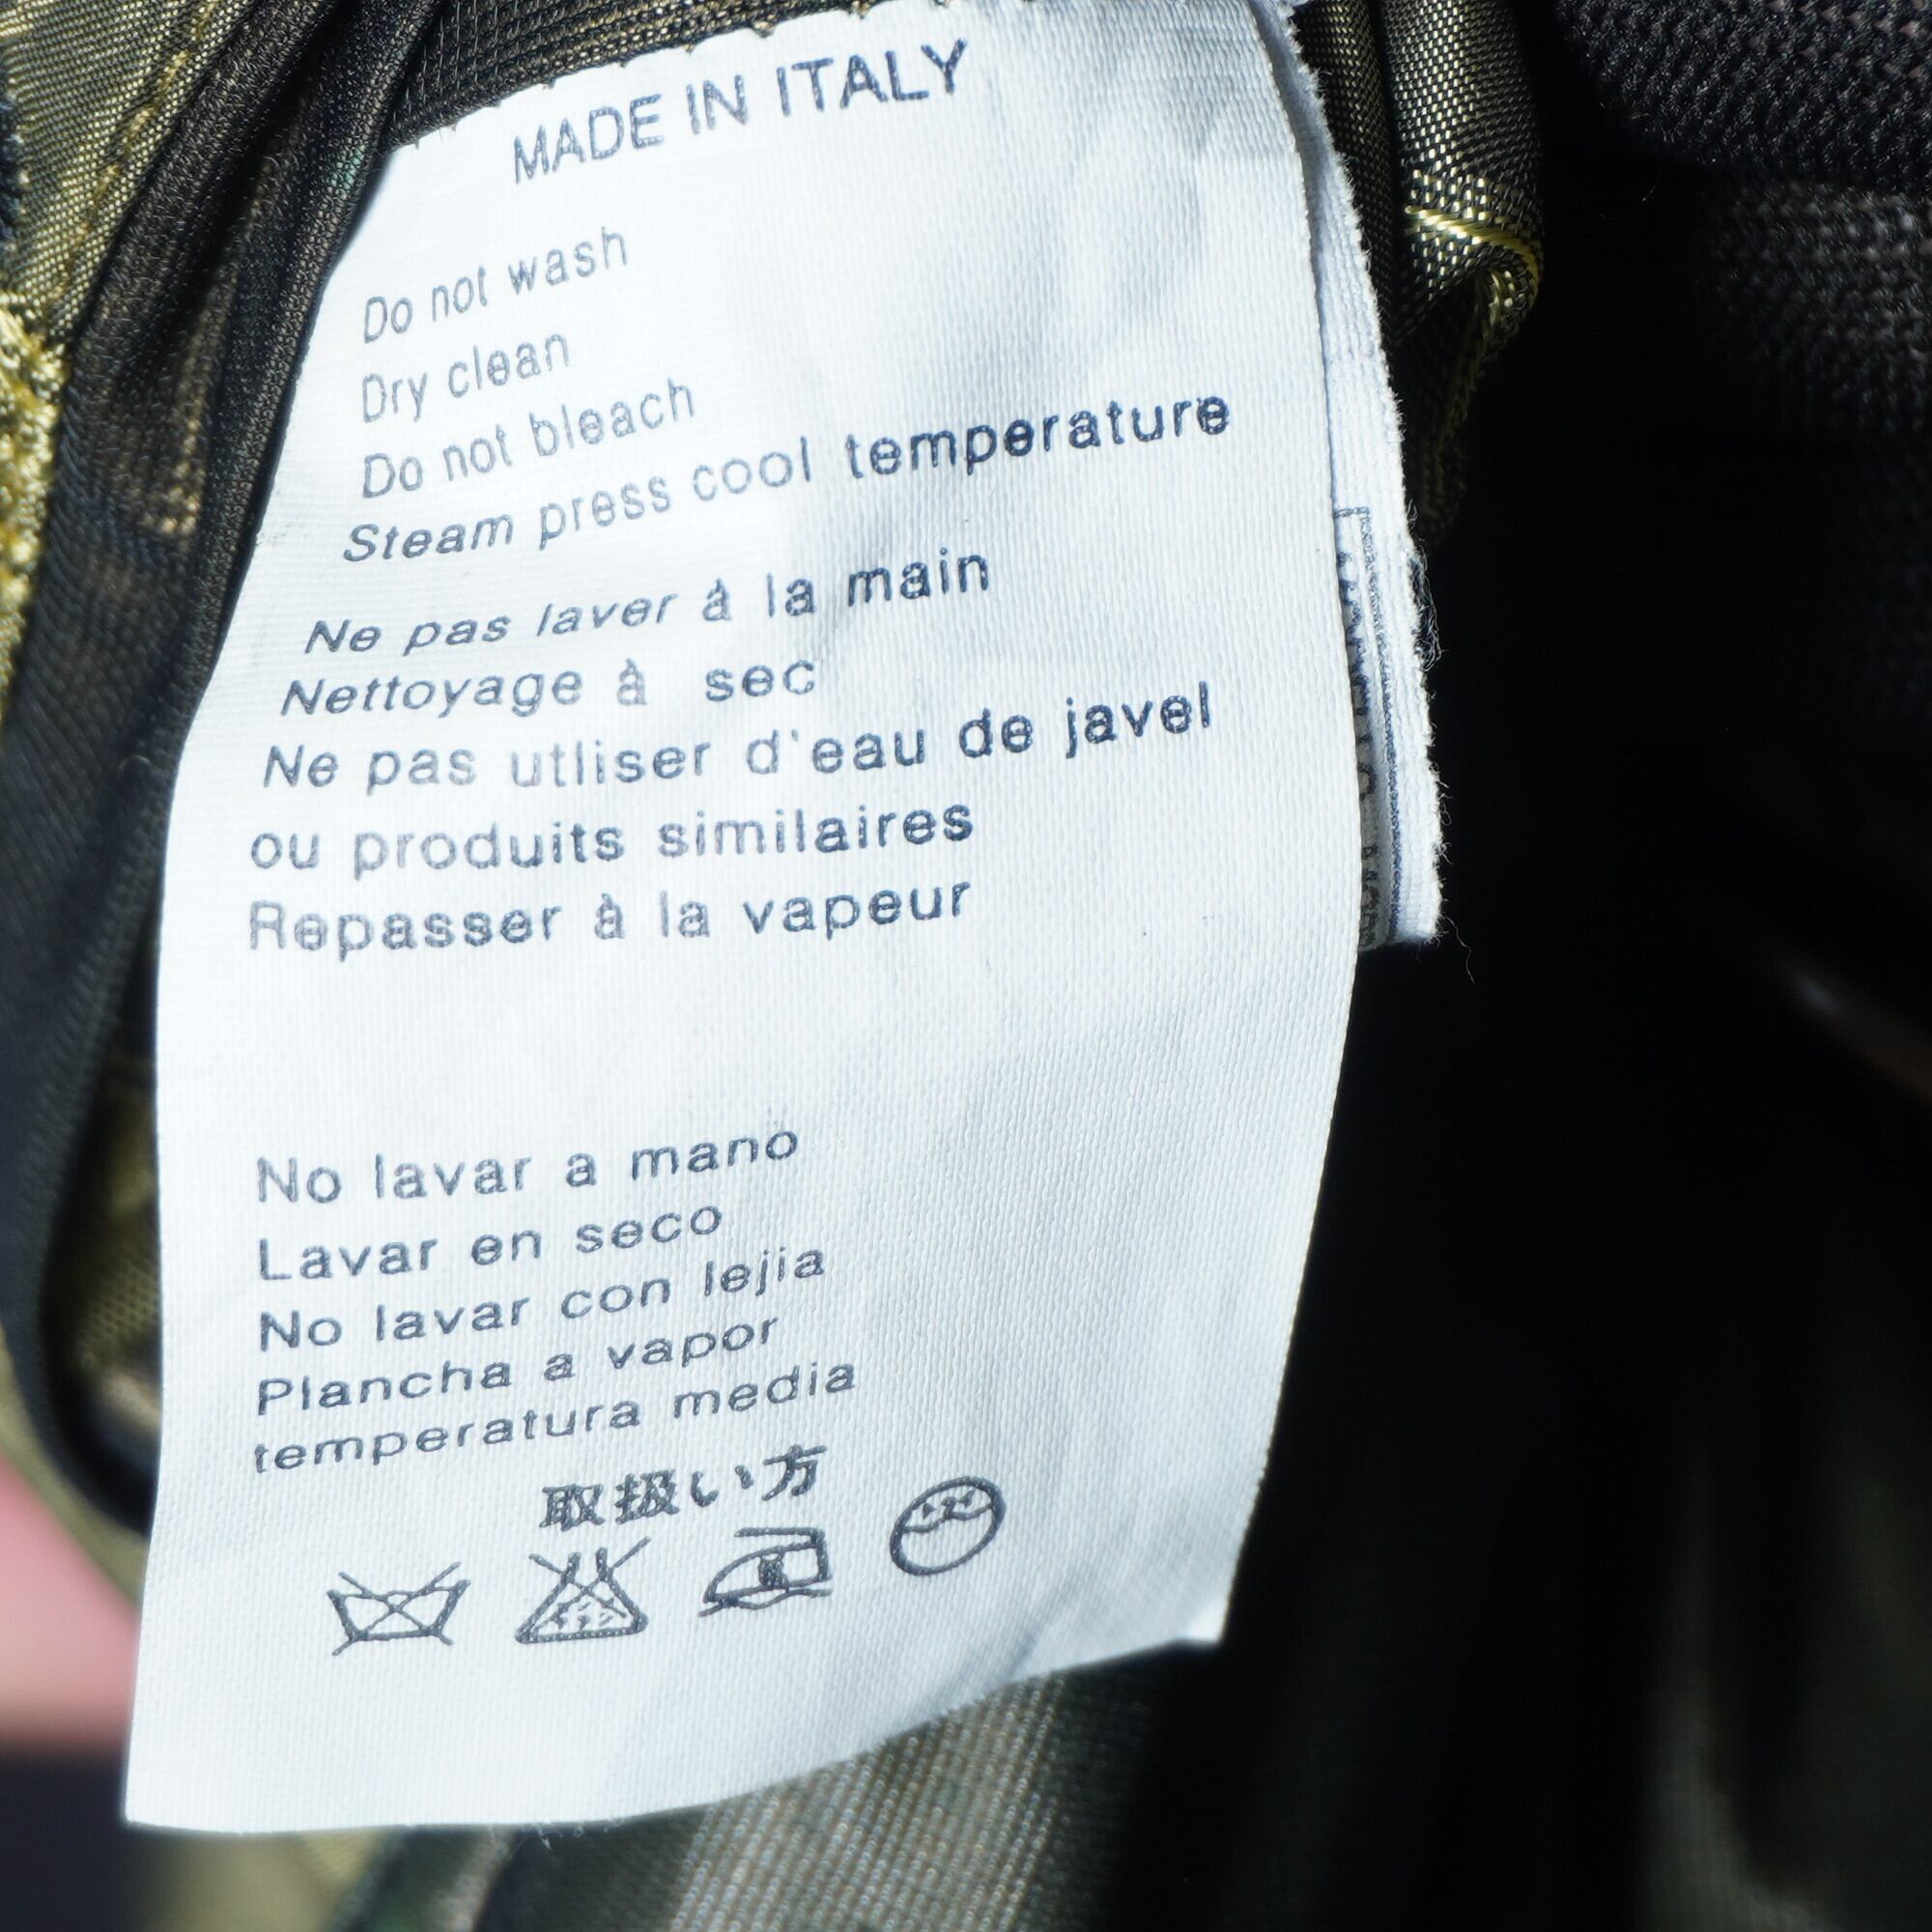 MADE IN ITALY
Do not wash
Dry clean
Do not bleach
Steam press cool temperature
Ne pas laver à la main
Nettoyage à sec
Ne pas utliser d'eau de javel
ou produits similaires
Repasser à la vapeur
No lavar a mano
Lavar en seco
No lavar con lejia
Plancha a vapor
temperatura media
取扱い方